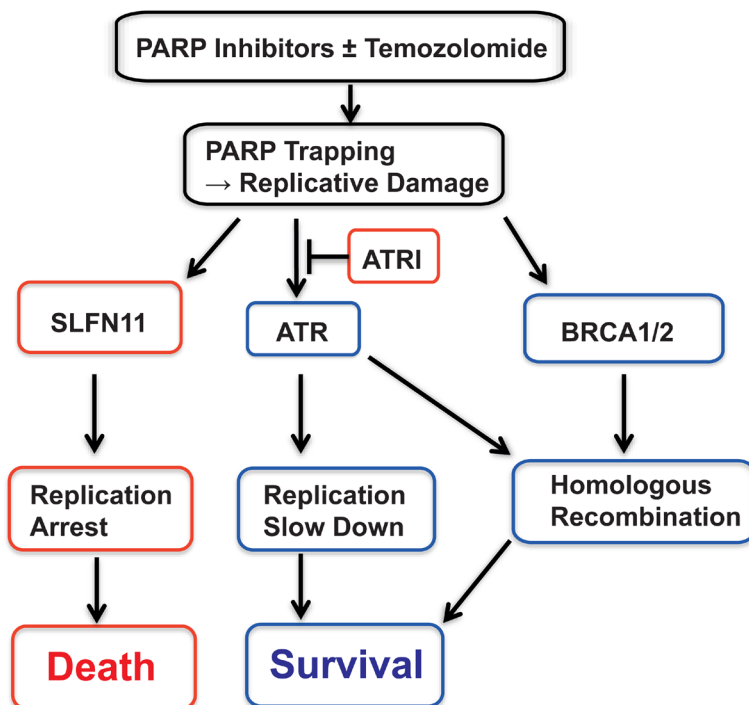 PARP Inhibitors ± Temozolomide
PARP Trapping
→ Replicative Damage
ATRI
SLFN11
ATR
BRCA1/2
Replication
Arrest
Replication
Slow Down
Homologous
Recombination
Death
Survival